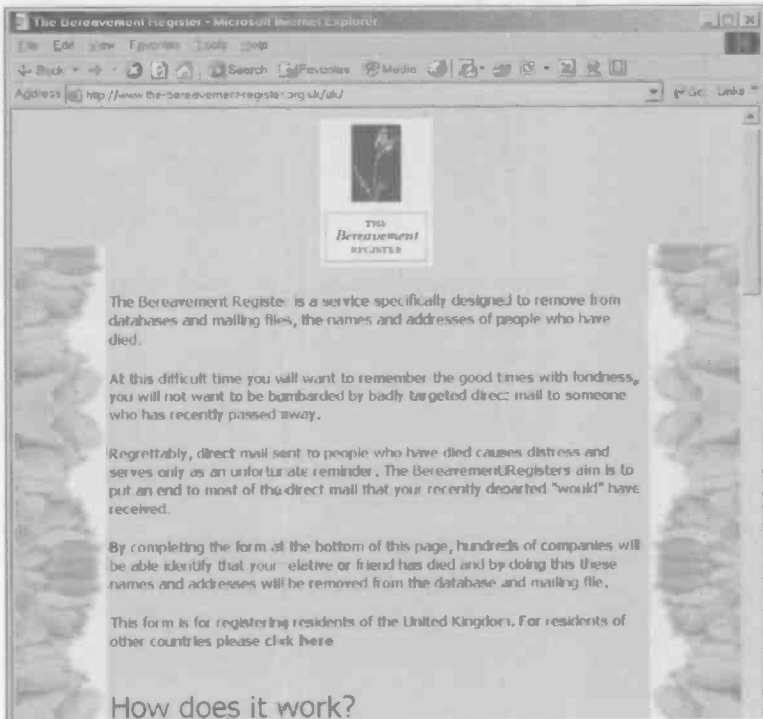 The Bereavement Register - Microsoft Internet Explorer
File Edit View Favorites Tools Help
Back Search Favorites Media
Address http://www.the-bereavement-register.org.uk/uk/ Go Links
THE
Bereavement
REGISTER
The Bereavement Registe is a service specifically designed to remove from
databases and mailing files, the names and addresses of people who have
died.
At this difficult time you will want to remember the good times with fondness,
you will not want to be bombarded by badly targeted direct mail to someone
who has recently passed away.
Regrettably, direct mail sent to people who have died causes distress and
serves only as an unfortunate reminder. The Bereavement Registers aim is to
put an end to most of the direct mail that your recently departed "would" have
received.
By completing the form at the bottom of this page, hundreds of companies will
be able identify that your elative or friend has died and by doing this these
names and addresses will be removed from the database and mailing file.
This form is for registering residents of the United Kingdom. For residents of
other countries please click here
How does it work?